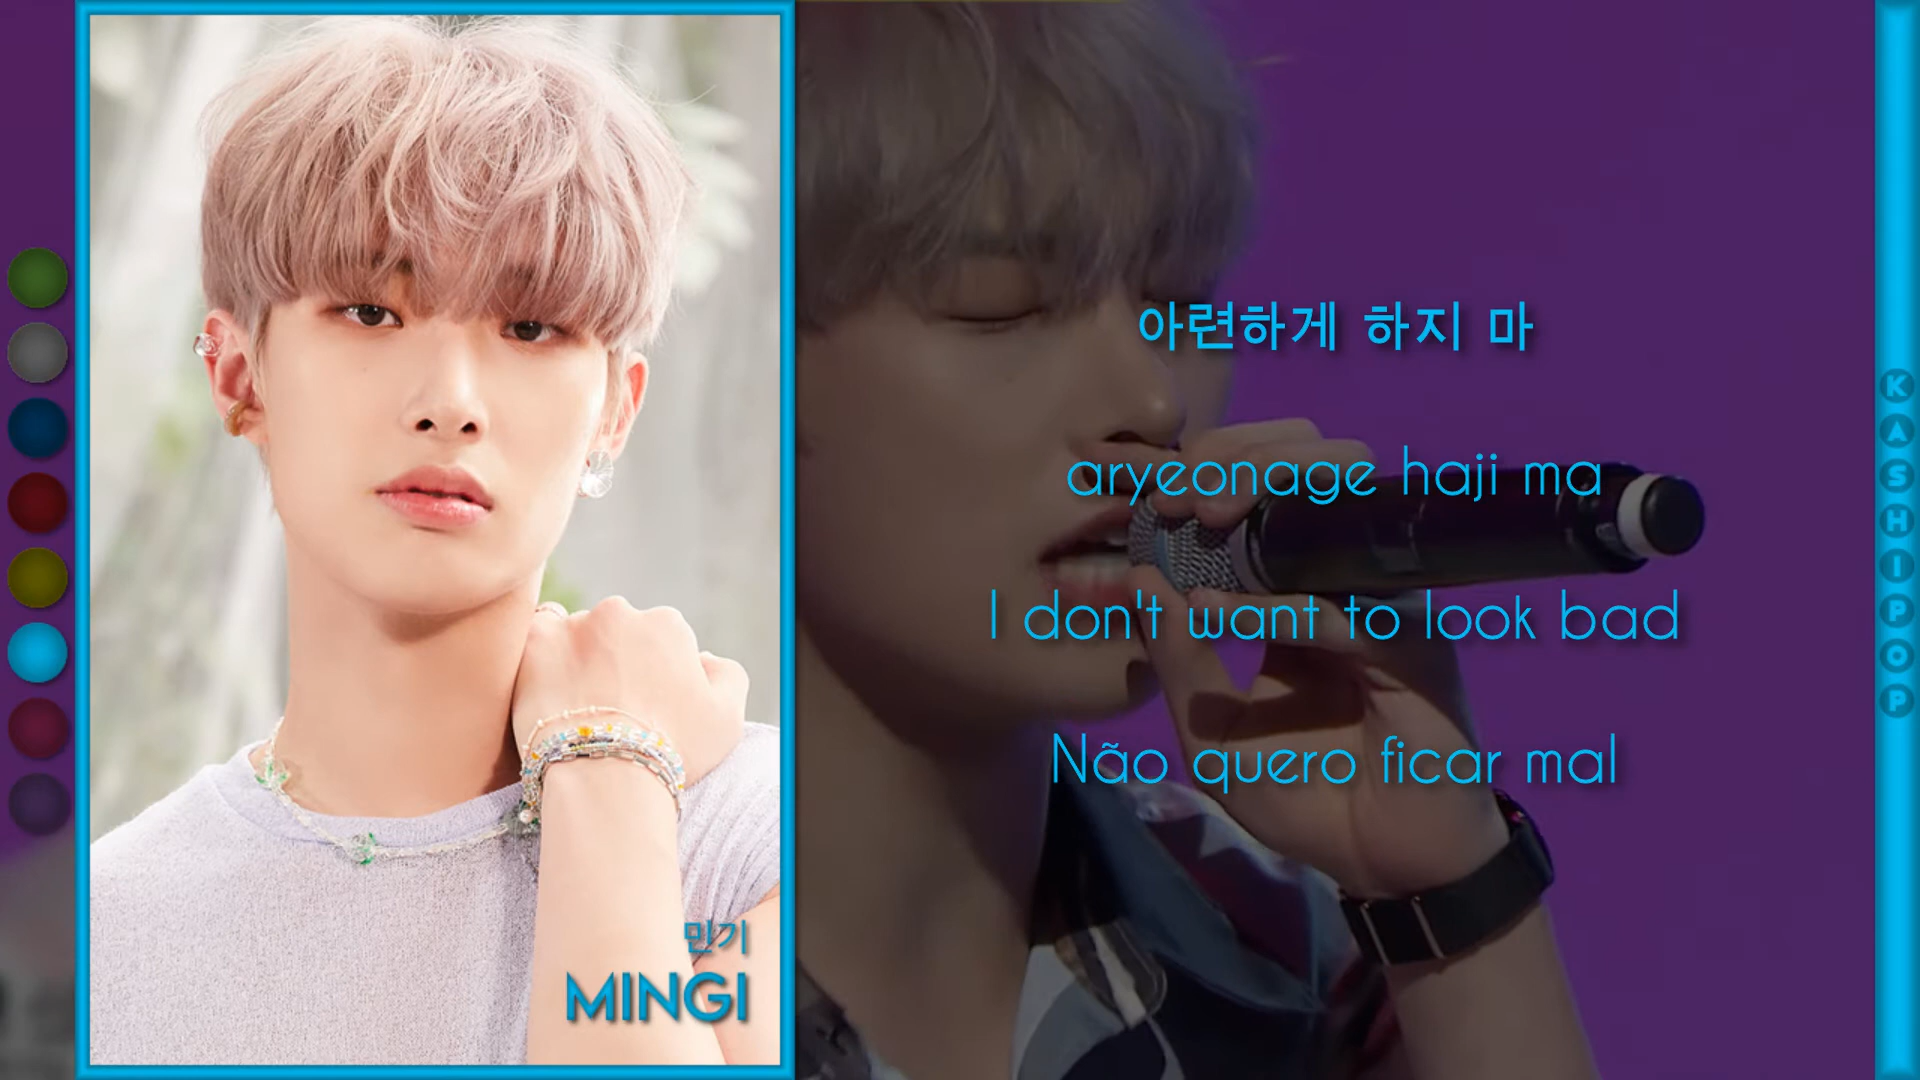 민기
MINGI
아련하게 하지 마
aryeonage haji ma
I don't want to look bad
Não quero ficar mal
KASHIPOP